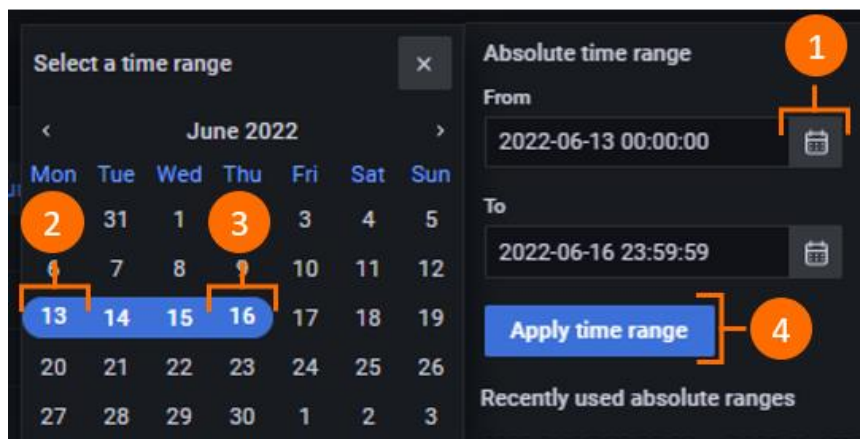 Select a time range
×
June 2022
Mon Tue Wed Thu Fri Sat Sun
2 31 1 3 3 4 5
6 7 8 9 10 11 12
13 14 15 16 17 18 19
20 21 22 23 24 25 26
27 28 29 30 1 2 3
Absolute time range
1
From
2022-06-13 00:00:00
To
2022-06-16 23:59:59
Apply time range
4
Recently used absolute ranges